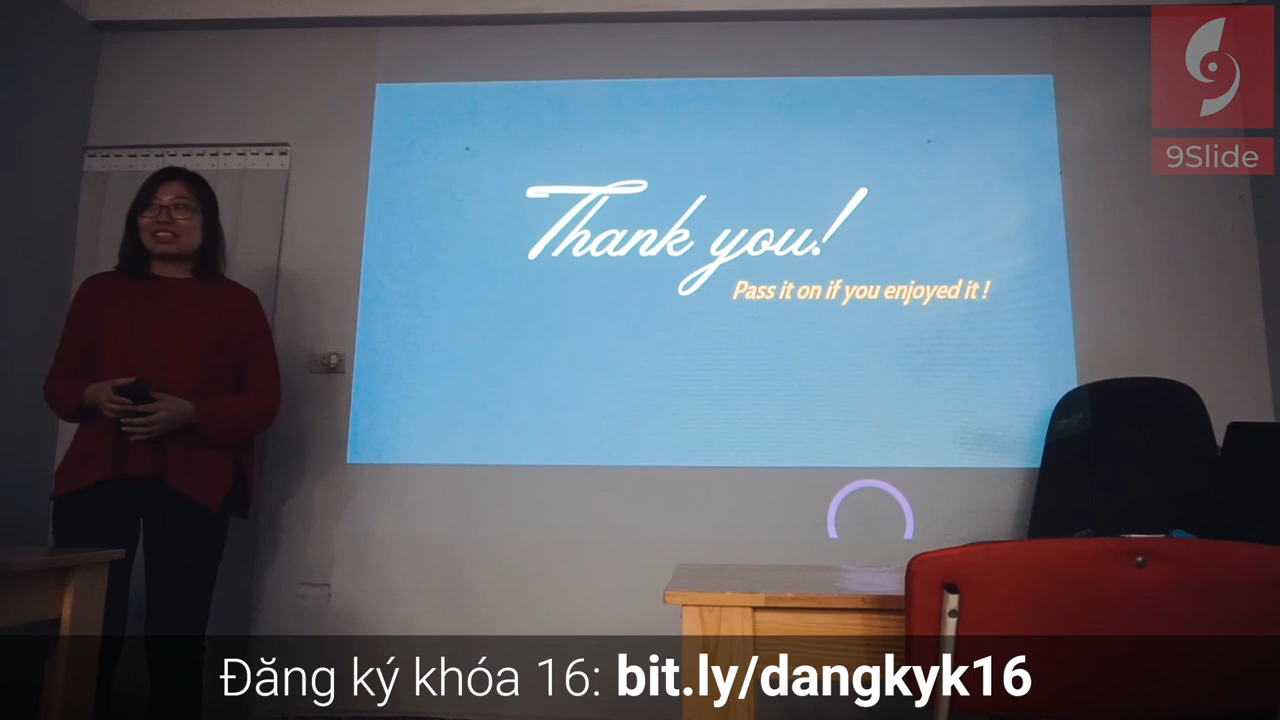 9Slide
Thank you!
Pass it on if you enjoyed it !
Đăng ký khóa 16: bit.ly/dangkyk16